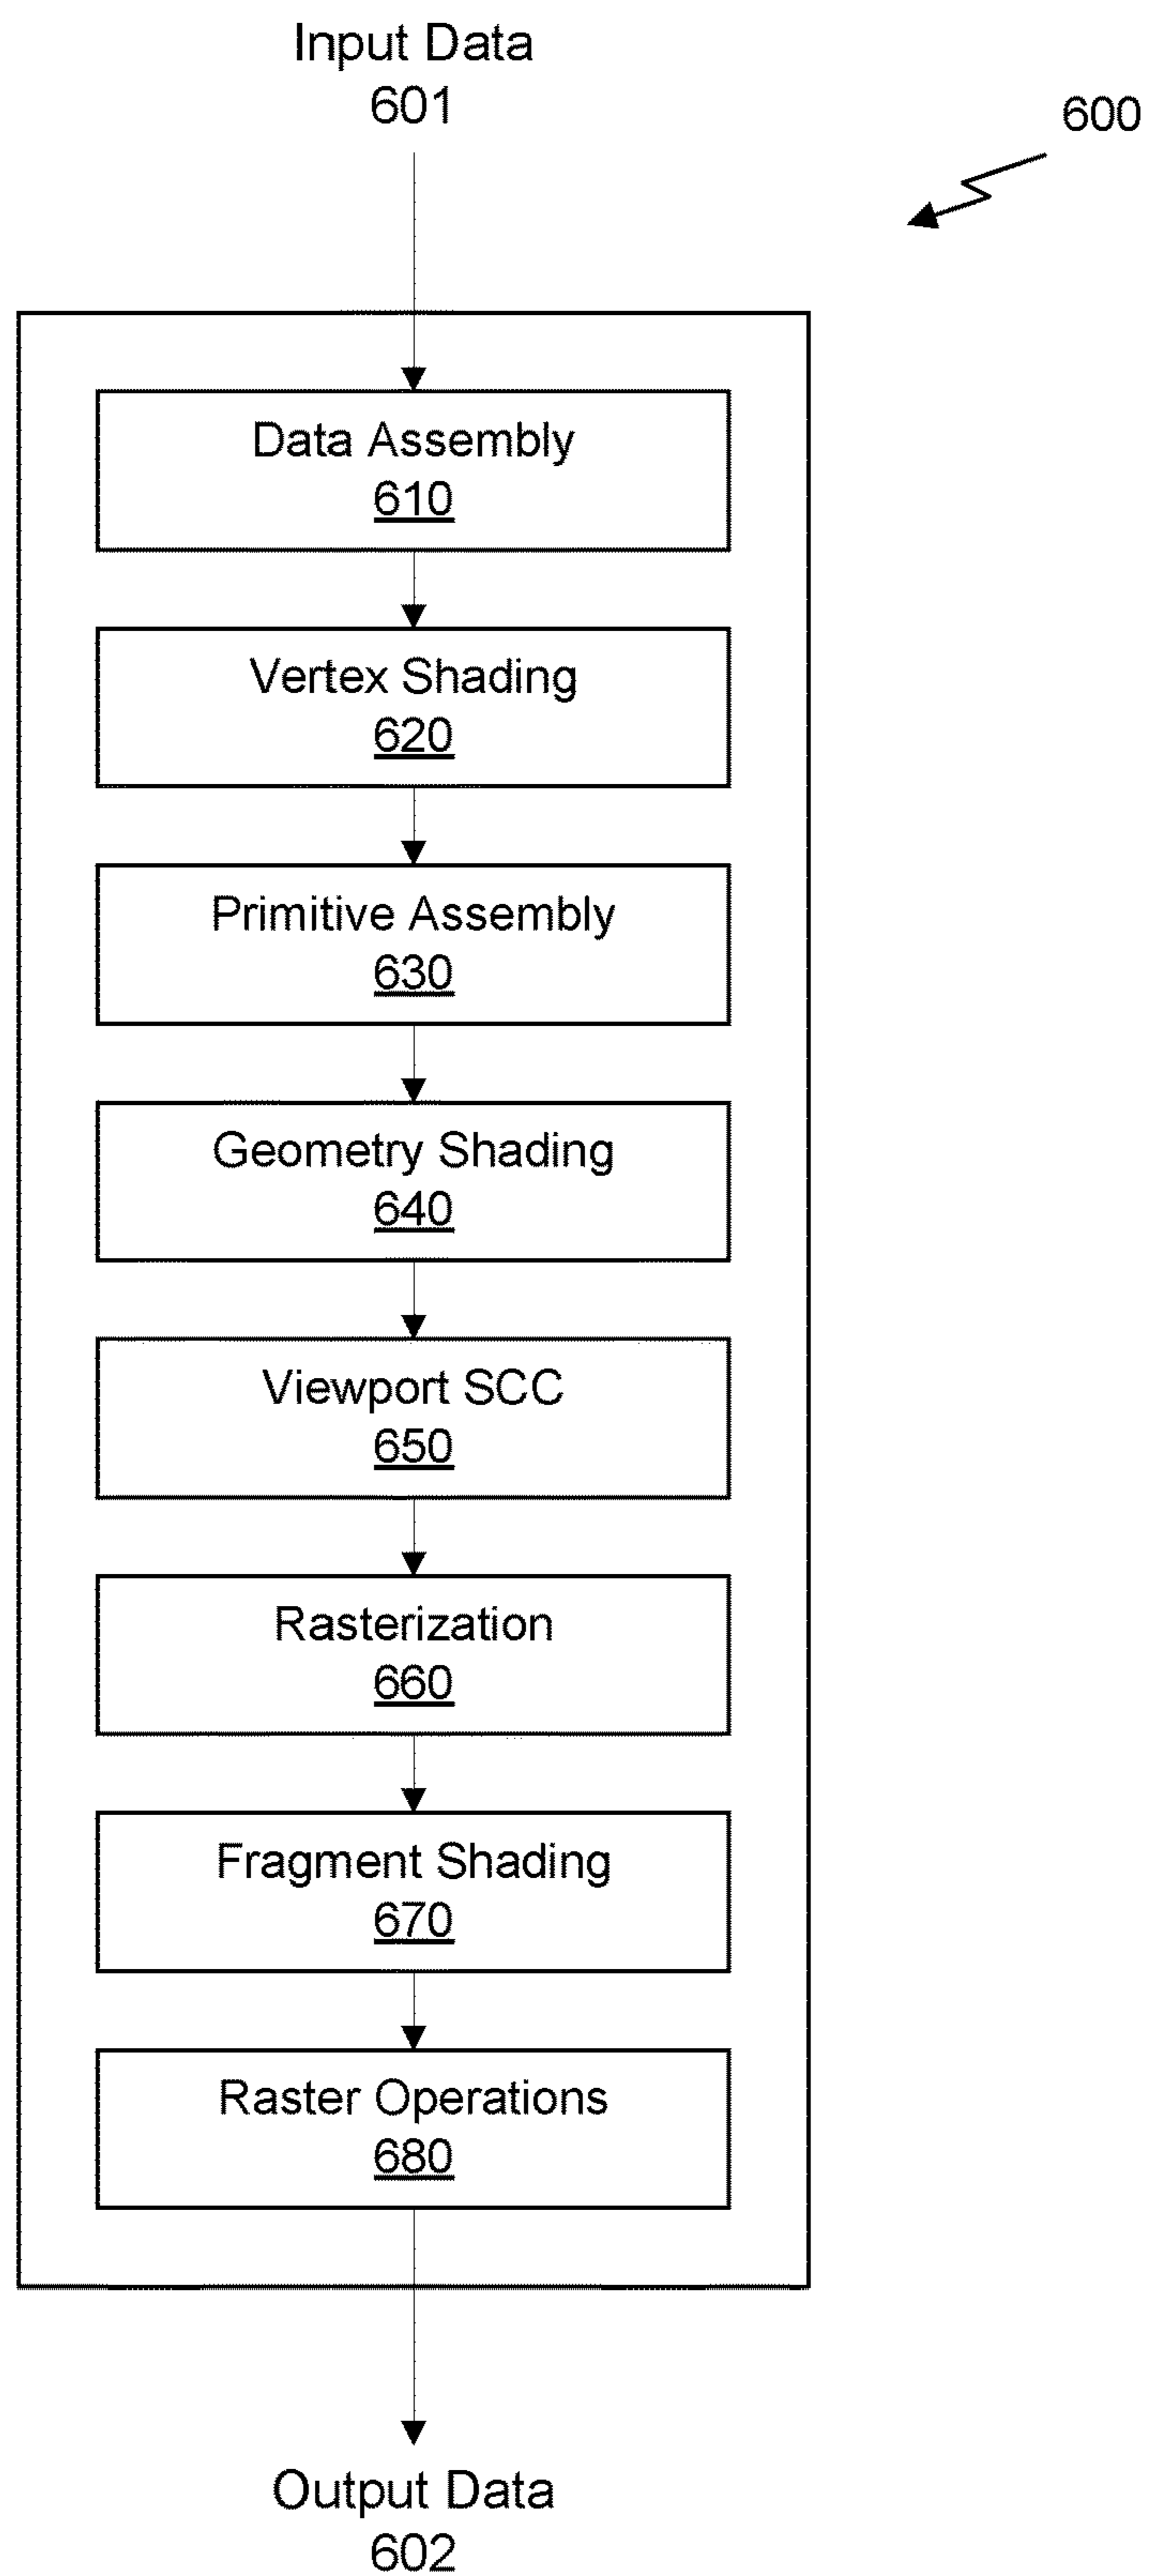 Input Data
601
600
Data Assembly
610
Vertex Shading
620
Primitive Assembly
630
Geometry Shading
640
Viewport SCC
650
Rasterization
660
Fragment Shading
670
Raster Operations
680
Output Data
602